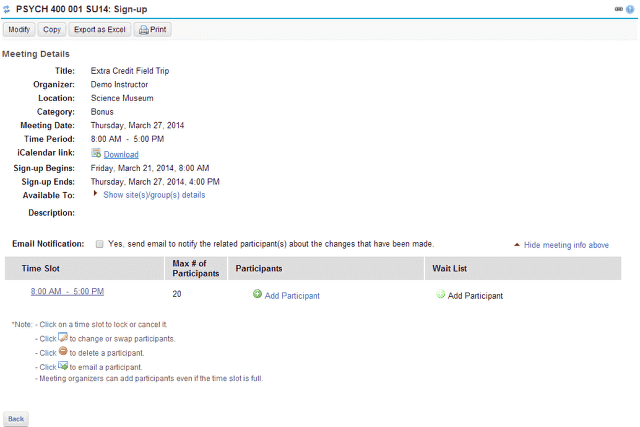 PSYCH 400 001 SU14: Sign-up
Modify Copy Export as Excel Print
Meeting Details
Title: Extra Credit Field Trip
Organizer: Demo Instructor
Location: Science Museum
Category: Bonus
Meeting Date: Thursday, March 27, 2014
Time Period: 8:00 AM - 5:00 PM
iCalendar link: Download
Sign-up Begins: Friday, March 21, 2014, 8:00 AM
Sign-up Ends: Thursday, March 27, 2014, 4:00 PM
Available To: Show site(s)/group(s) details
Description:
Email Notification: Yes, send email to notify the related participant(s) about the changes that have been made. Hide meeting info above
Time Slot Max # of Participants Participants Wait List
8:00 AM - 5:00 PM 20 Add Participant Add Participant
*Note: - Click on a time slot to lock or cancel it.
- Click to change or swap participants.
- Click to delete a participant.
- Click to email a participant.
- Meeting organizers can add participants even if the time slot is full.
Back